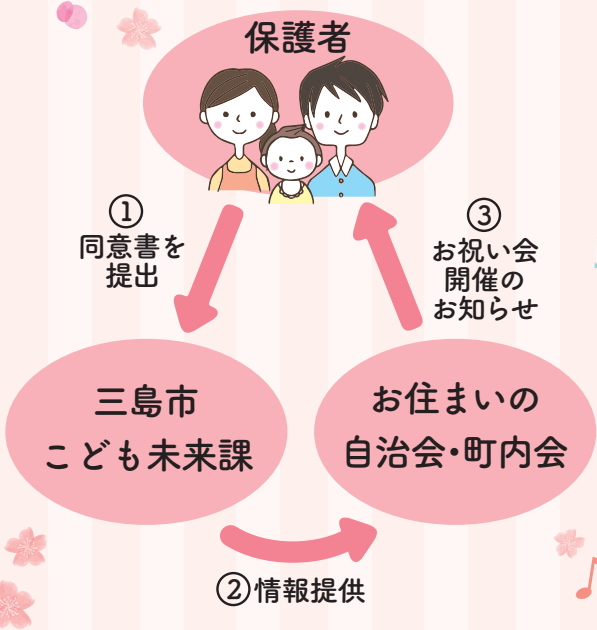 保護者
①
同意書を
提出
③
お祝い会
開催の
お知らせ
三島市
こども未来課
お住まいの
自治会・町内会
②情報提供